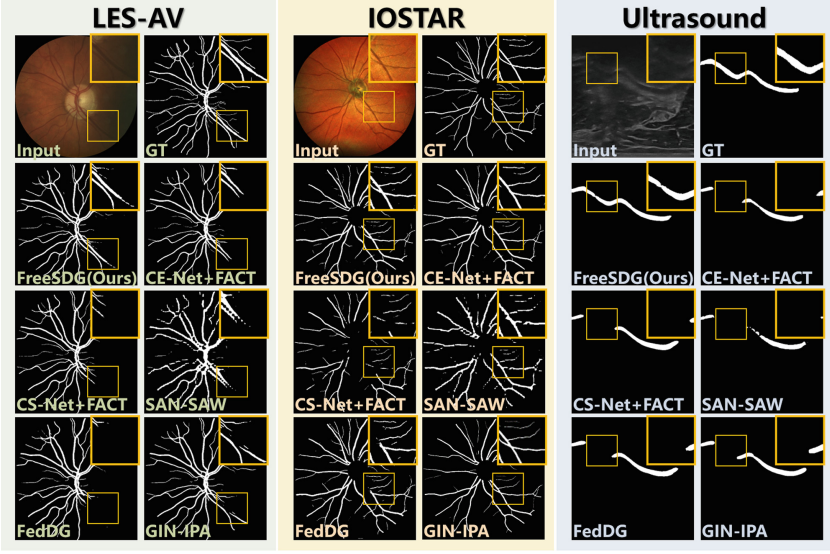 LES-AV
IOSTAR
Ultrasound
Input
GT
Input
GT
Input
GT
FreeSDG(Ours)
CE-Net+FACT
FreeSDG(Ours)
CE-Net+FACT
FreeSDG(Ours)
CE-Net+FACT
CS-Net+FACT
SAN-SAW
CS-Net+FACT
SAN-SAW
CS-Net+FACT
SAN-SAW
FedDG
GIN-IPA
FedDG
GIN-IPA
FedDG
GIN-IPA